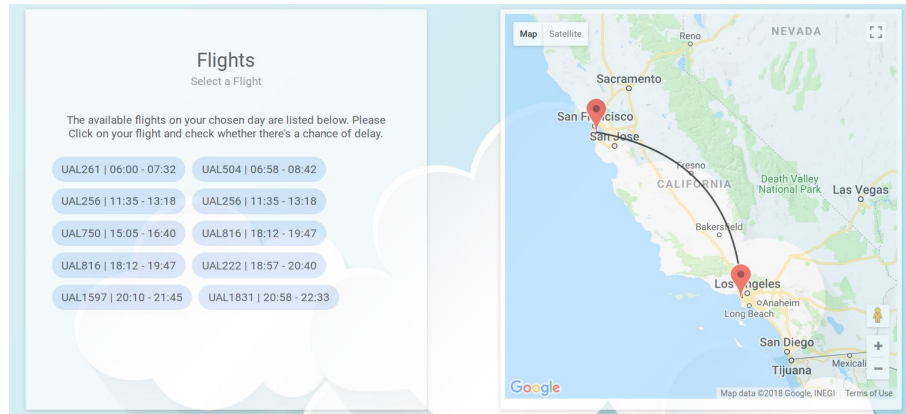 Flights
Select a Flight
The available flights on your chosen day are listed below. Please
Click on your flight and check whether there's a chance of delay.
UAL261 | 06:00 - 07:32
UAL504 | 06:58 - 08:42
UAL256 | 11:35 - 13:18
UAL256 | 11:35 - 13:18
UAL750 | 15:05 - 16:40
UAL816 | 18:12 - 19:47
UAL816 | 18:12 - 19:47
UAL222 | 18:57 - 20:40
UAL1597 | 20:10 - 21:45
UAL1831 | 20:58 - 22:33
Map Satellite
Reno
NEVADA
Sacramento
San Francisco
San Jose
Fresno
CALIFORNIA
Death Valley
National Park
Las Vegas
Bakersfield
Los Angeles
Anaheim
Long Beach
San Diego
Tijuana
Mexicali
Google
Map data ©2018 Google, INEGI Terms of Use